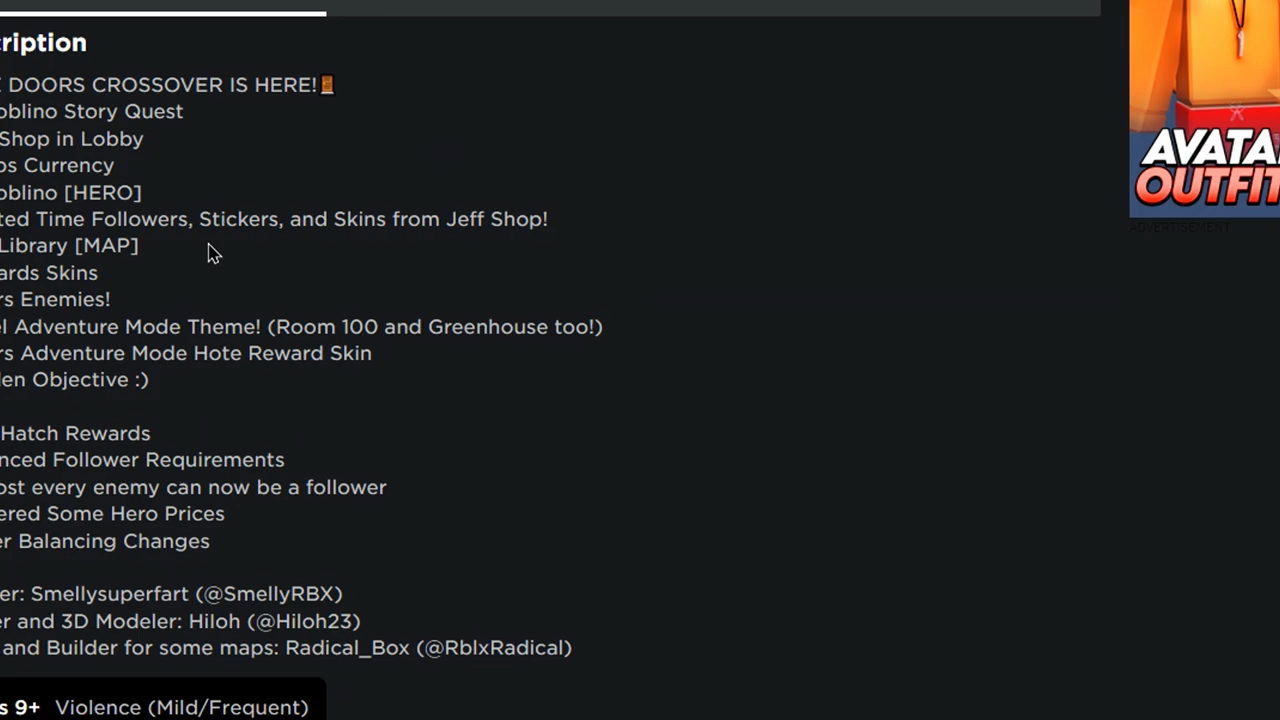 cription
DOORS CROSSOVER IS HERE!
oblino Story Quest
Shop in Lobby
bs Currency
oblino [HERO]
ted Time Followers, Stickers, and Skins from Jeff Shop!
Library [MAP]
ards Skins
rs Enemies!
el Adventure Mode Theme! (Room 100 and Greenhouse too!)
rs Adventure Mode Hote Reward Skin
den Objective :)
Hatch Rewards
nced Follower Requirements
ost every enemy can now be a follower
ered Some Hero Prices
er Balancing Changes
er: Smellysuperfart (@SmellyRBX)
er and 3D Modeler: Hiloh (@Hiloh23)
and Builder for some maps: Radical_Box (@RblxRadical)
s 9+ Violence (Mild/Frequent)
AVATA
OUTFIT
ADVERTISEMENT